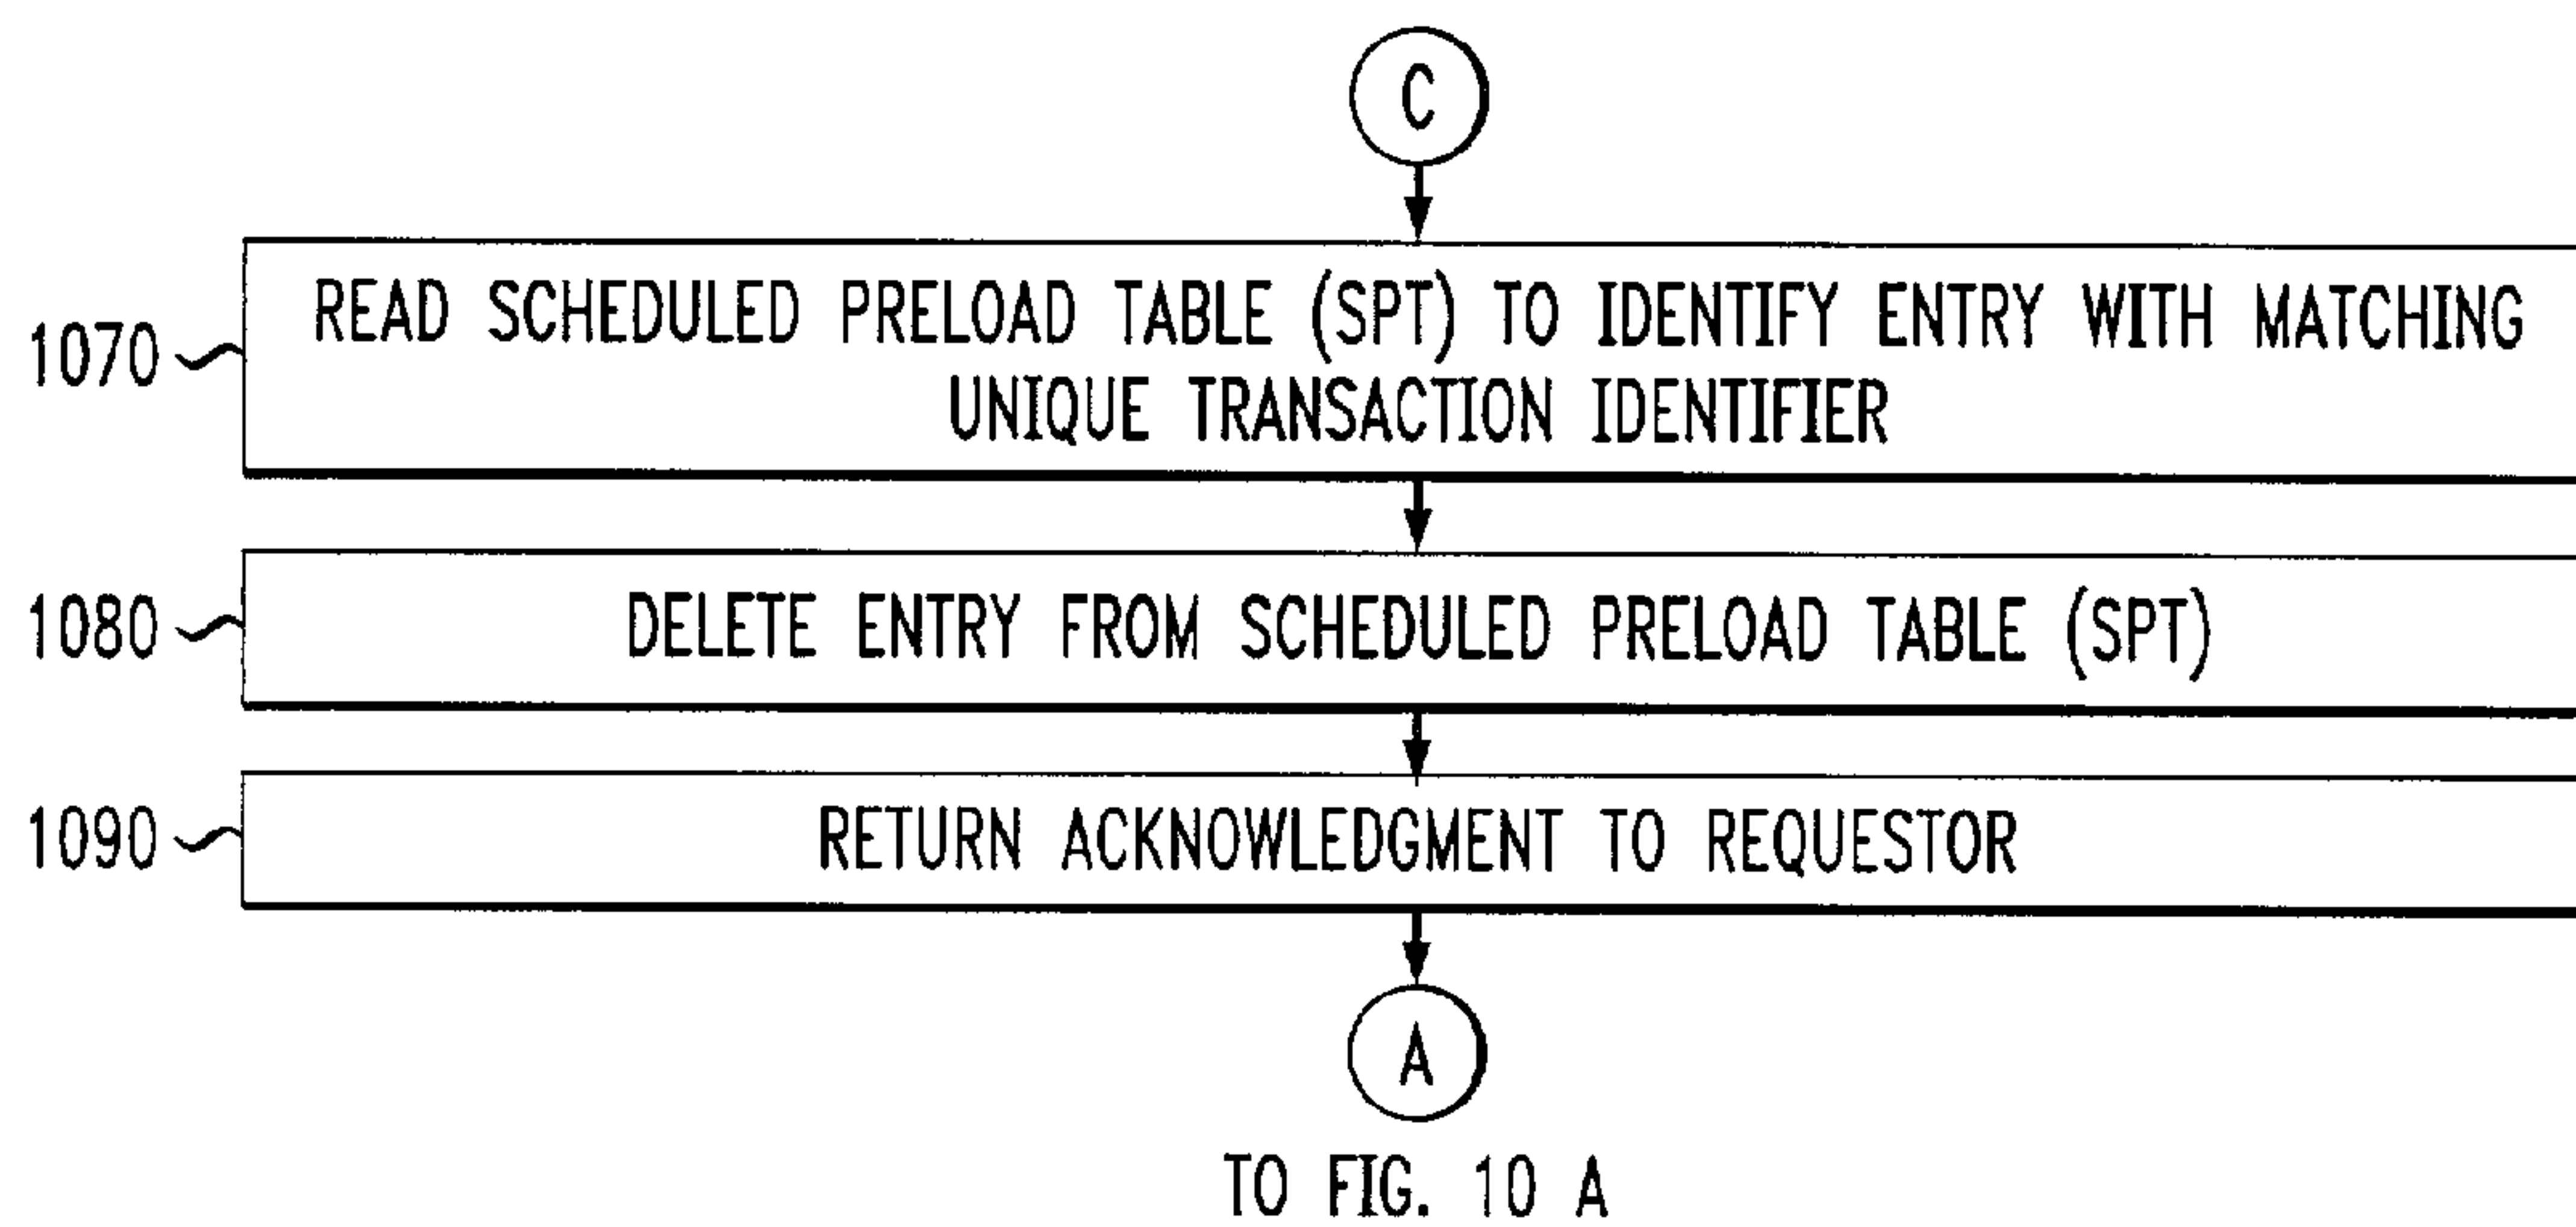 C
1070 READ SCHEDULED PRELOAD TABLE (SPT) TO IDENTIFY ENTRY WITH MATCHING
UNIQUE TRANSACTION IDENTIFIER
1080 DELETE ENTRY FROM SCHEDULED PRELOAD TABLE (SPT)
1090 RETURN ACKNOWLEDGMENT TO REQUESTOR
A
TO FIG. 10 A